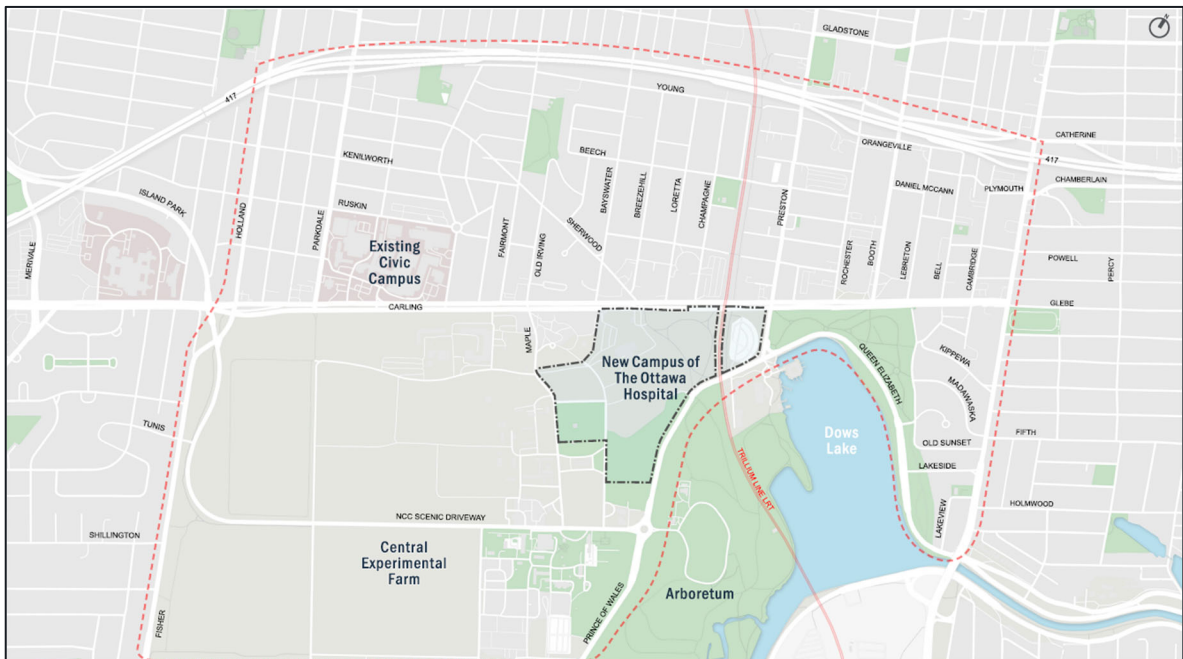 N
GLADSTONE
YOUNG
417
CATHERINE
ORANGEVILLE
417
BEECH
KENILWORTH
CHAMBERLAIN
DANIEL MCCANN
PLYMOUTH
ISLAND PARK
RUSKIN
BAYSWATER
BREEZEHILL
LORETTA
CHAMPAGNE
PRESTON
HOLLAND
PARKDALE
FAIRMONT
OLD IRVING
SHERWOOD
MERIVALE
Existing
Civic
Campus
ROCHESTER
BOOTH
LEBRETON
BELL
CAMBRIDGE
POWELL
PERCY
CARLING
GLEBE
MAPLE
New Campus of
The Ottawa
Hospital
QUEEN ELIZABETH
KIPPEWA
MADAWASKA
TUNIS
Dows
Lake
FIFTH
OLD SUNSET
LAKESIDE
TRILLIUM LINE LRT
LAKEVIEW
HOLMWOOD
NCC SCENIC DRIVEWAY
SHILLINGTON
Central
Experimental
Farm
Arboretum
FISHER
PRINCE OF WALES